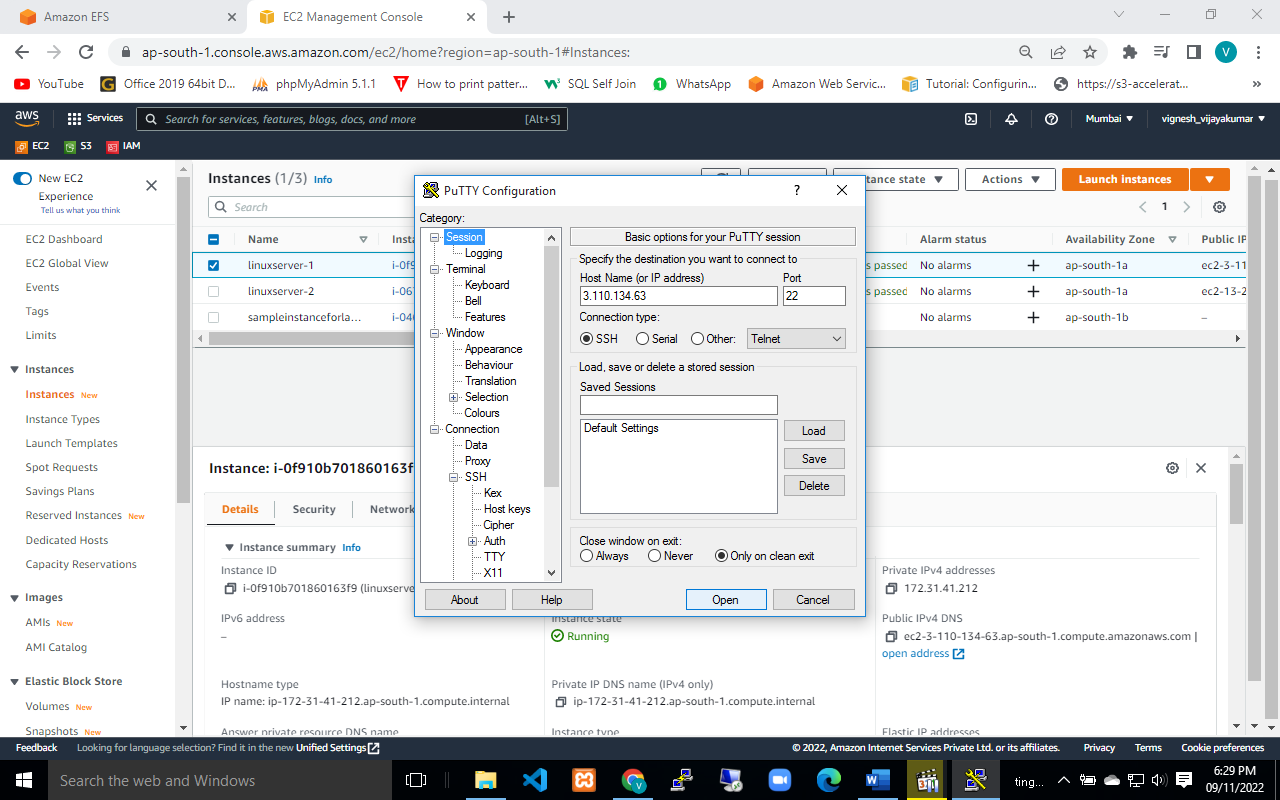 Amazon EFS
EC2 Management Console
ap-south-1.console.aws.amazon.com/ec2/home?region=ap-south-1#Instances:
V
YouTube
Office 2019 64bit D...
phpMyAdmin 5.1.1
How to print patter...
SQL Self Join
WhatsApp
Amazon Web Servic...
Tutorial: Configurin...
https://s3-accelerat...
»
aws
Services
Search for services, features, blogs, docs, and more
[Alt+S]
Mumbai
vignesh_vijayakumar
EC2
S3
IAM
New EC2
Experience
Tell us what you think
EC2 Dashboard
EC2 Global View
Events
Tags
Limits
Instances
Instances New
Instance Types
Launch Templates
Spot Requests
Savings Plans
Reserved Instances New
Dedicated Hosts
Capacity Reservations
Images
AMIs New
AMI Catalog
Elastic Block Store
Volumes New
Snapshots New
Instances (1/3) Info
stance state
Actions
Launch instances
Search
1
Name
Insta
Alarm status
Availability Zone
Public IP
linuxserver-1
i-0f9
s passed
No alarms
ap-south-1a
ec2-3-11
linuxserver-2
i-067
s passed
No alarms
ap-south-1a
ec2-13-2
sampleinstanceforla...
i-046
No alarms
ap-south-1b
–
Instance: i-0f910b701860163f
Details
Security
Network
Instance summary Info
Instance ID
i-0f910b701860163f9 (linuxserve
IPv6 address
–
Instance state
Running
Private IPv4 addresses
172.31.41.212
Public IPv4 DNS
ec2-3-110-134-63.ap-south-1.compute.amazonaws.com |
open address
Hostname type
IP name: ip-172-31-41-212.ap-south-1.compute.internal
Private IP DNS name (IPv4 only)
ip-172-31-41-212.ap-south-1.compute.internal
Answer private resource DNS name
Instance type
Elastic IP addresses
PuTTY Configuration
?
Category:
Session
Logging
Terminal
Keyboard
Bell
Features
Window
Appearance
Behaviour
Translation
Selection
Colours
Connection
Data
Proxy
SSH
Kex
Host keys
Cipher
Auth
TTY
X11
Basic options for your PuTTY session
Specify the destination you want to connect to
Host Name (or IP address)
Port
3.110.134.63
22
Connection type:
SSH
Serial
Other:
Telnet
Load, save or delete a stored session
Saved Sessions
Default Settings
Load
Save
Delete
Close window on exit:
Always
Never
Only on clean exit
About
Help
Open
Cancel
Feedback
Looking for language selection? Find it in the new Unified Settings
© 2022, Amazon Internet Services Private Ltd. or its affiliates.
Privacy
Terms
Cookie preferences
Search the web and Windows
ting...
6:29 PM
09/11/2022